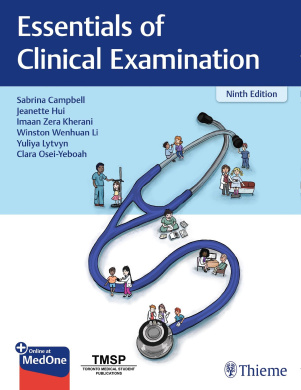 Essentials of
Clinical Examination
Ninth Edition
Sabrina Campbell
Jeanette Hui
Imaan Zera Kherani
Winston Wenhuan Li
Yuliya Lytvyn
Clara Osei-Yeboah
+ Online at
MedOne
TMSP
TORONTO MEDICAL STUDENT
PUBLICATIONS
Thieme